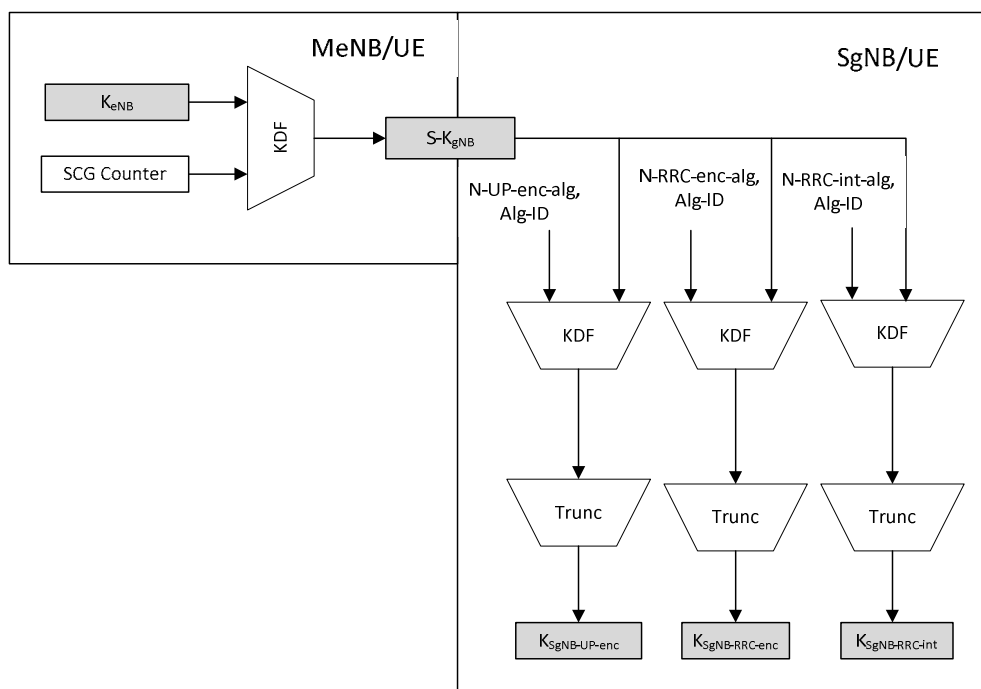 MeNB/UE
SgNB/UE
KeNB
SCG Counter
KDF
S-KgNB
N-UP-enc-alg,
Alg-ID
N-RRC-enc-alg,
Alg-ID
N-RRC-int-alg,
Alg-ID
KDF
KDF
KDF
Trunc
Trunc
Trunc
KSgNB-UP-enc
KSgNB-RRC-enc
KSgNB-RRC-int